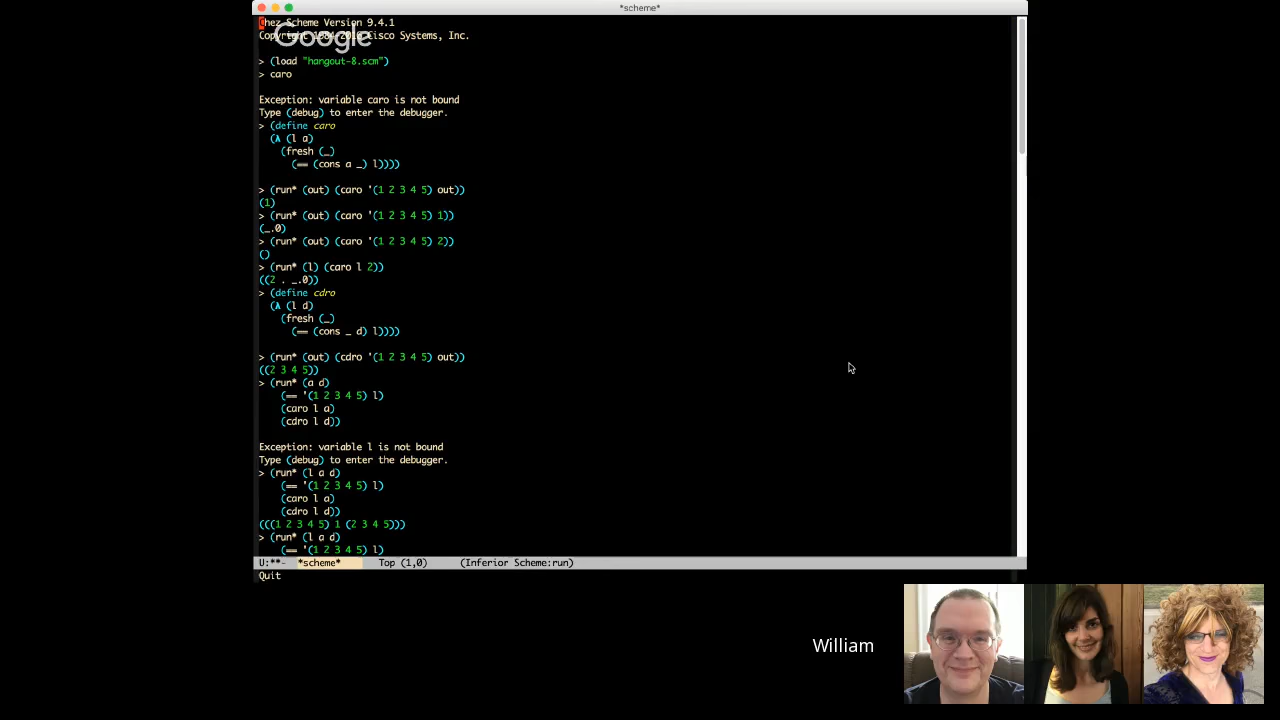 *scheme*
Chez Scheme Version 9.4.1
Copyright 1984-2016 Cisco Systems, Inc.
Google
> (load "hangout-8.scm")
> caro
Exception: variable caro is not bound
Type (debug) to enter the debugger.
> (define caro
(λ (l a)
(fresh (_)
(== (cons a _) l))))
> (run* (out) (caro '(1 2 3 4 5) out))
(1)
> (run* (out) (caro '(1 2 3 4 5) 1))
(_.0)
> (run* (out) (caro '(1 2 3 4 5) 2))
()
> (run* (l) (caro l 2))
((2 . _.0))
> (define cdro
(λ (l d)
(fresh (_)
(== (cons _ d) l))))
> (run* (out) (cdro '(1 2 3 4 5) out))
((2 3 4 5))
> (run* (a d)
(== '(1 2 3 4 5) l)
(caro l a)
(cdro l d))
Exception: variable l is not bound
Type (debug) to enter the debugger.
> (run* (l a d)
(== '(1 2 3 4 5) l)
(caro l a)
(cdro l d))
(((1 2 3 4 5) 1 (2 3 4 5)))
> (run* (l a d)
(== '(1 2 3 4 5) l)
U:**- *scheme* Top (1,0) (Inferior Scheme:run)
Quit
William